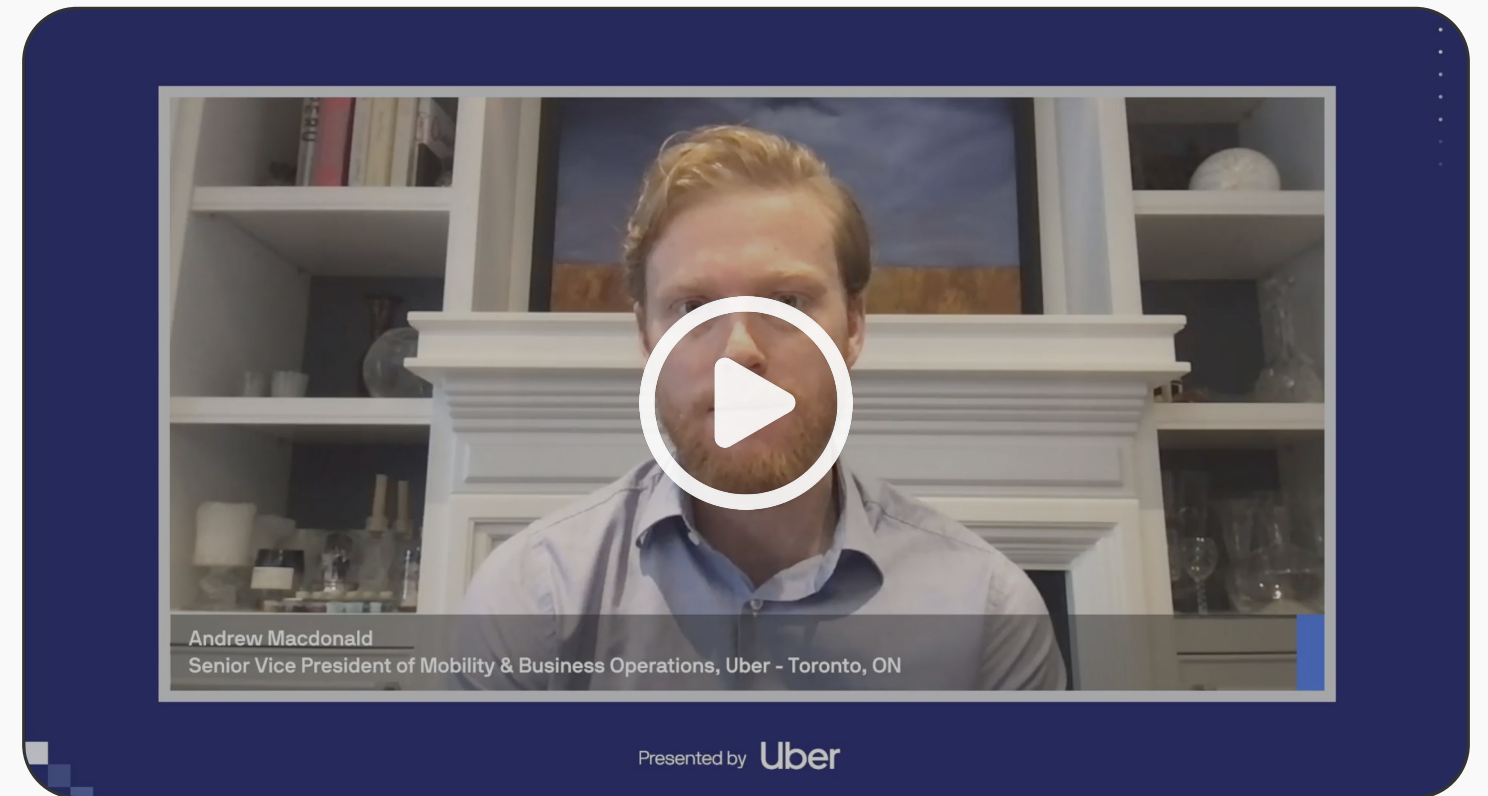 Andrew Macdonald
Senior Vice President of Mobility & Business Operations, Uber - Toronto, ON
Presented by Uber